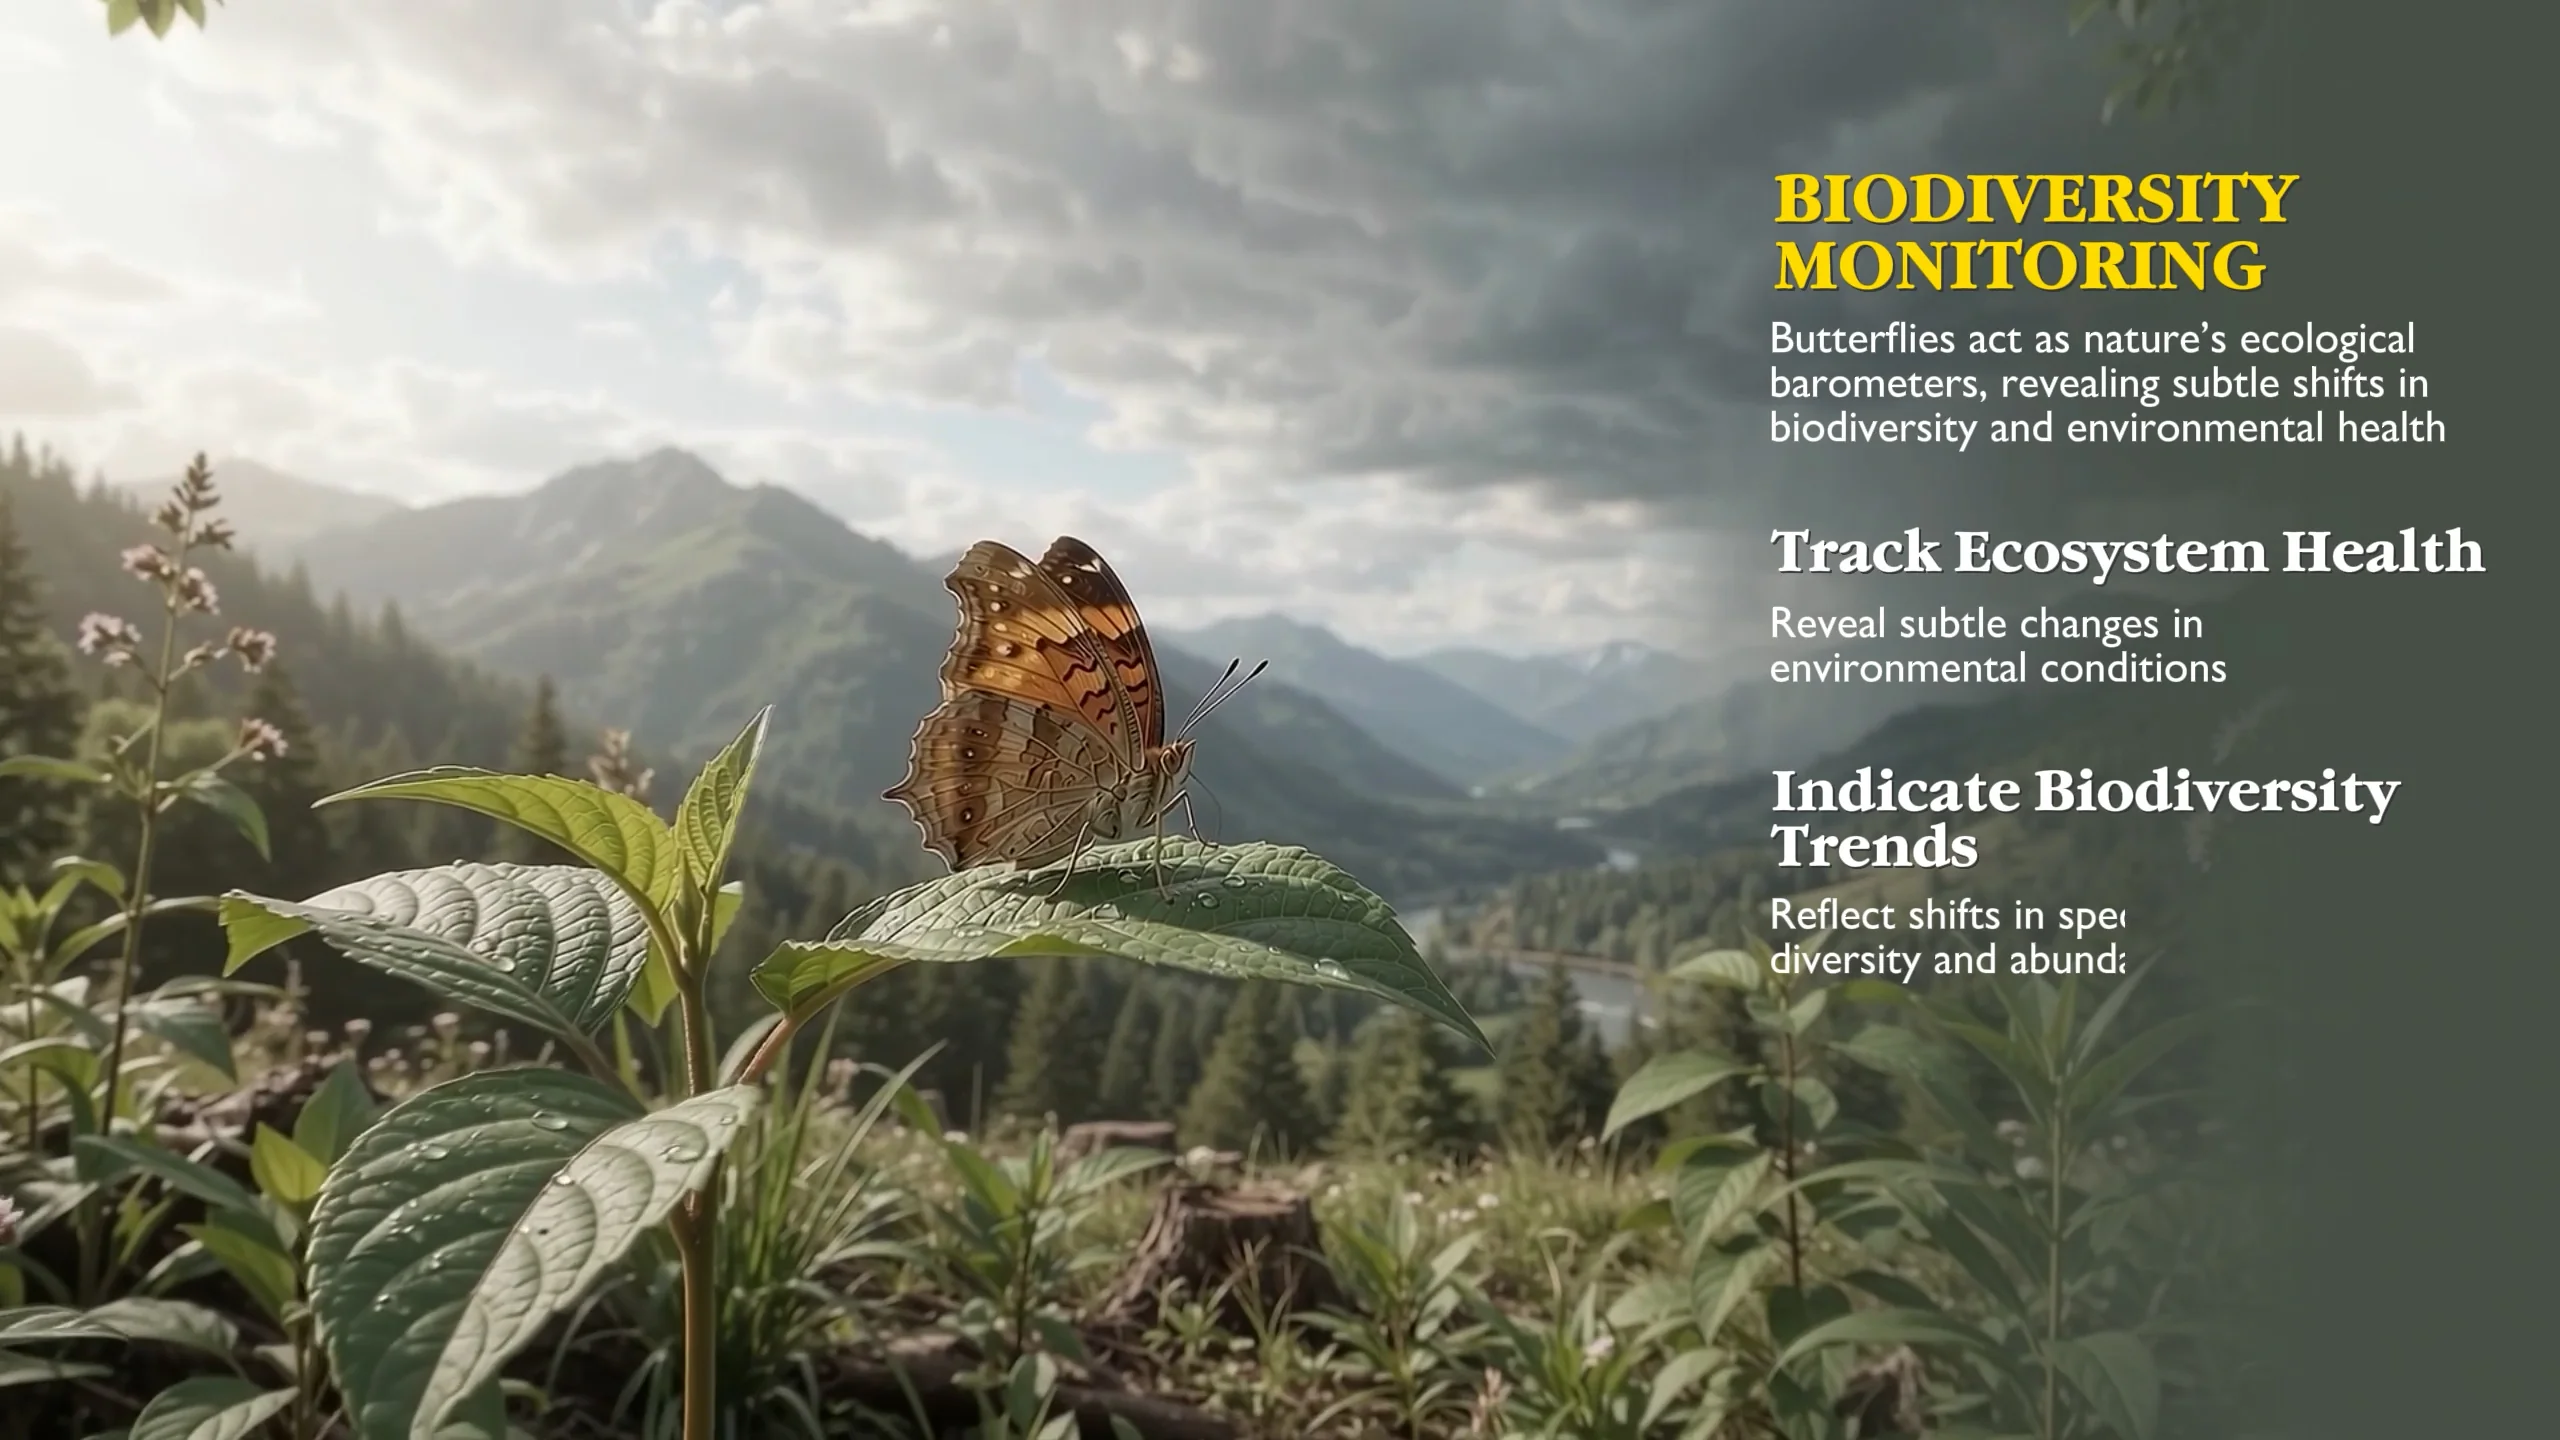 BIODIVERSITY
MONITORING
Butterflies act as nature’s ecological
barometers, revealing subtle shifts in
biodiversity and environmental health
Track Ecosystem Health
Reveal subtle changes in
environmental conditions
Indicate Biodiversity
Trends
Reflect shifts in
diversity and